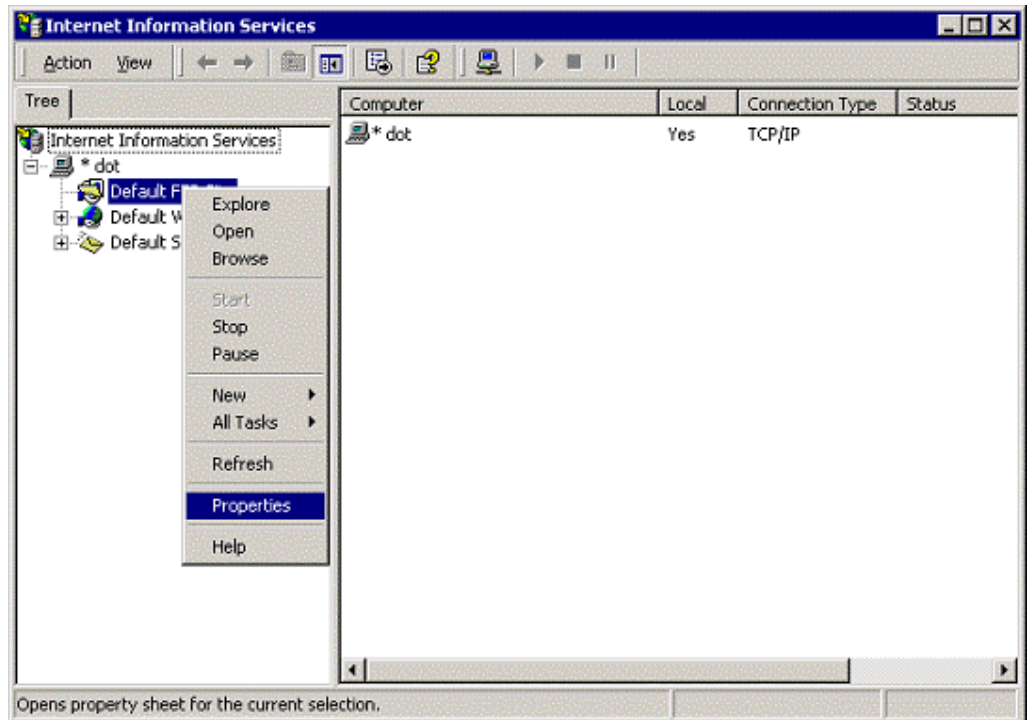 Internet Information Services
Action View
Tree
Computer Local Connection Type Status
Internet Information Services
* dot Yes TCP/IP
* dot
Default F
Default W
Default S
Explore
Open
Browse
Start
Stop
Pause
New
All Tasks
Refresh
Properties
Help
Opens property sheet for the current selection.